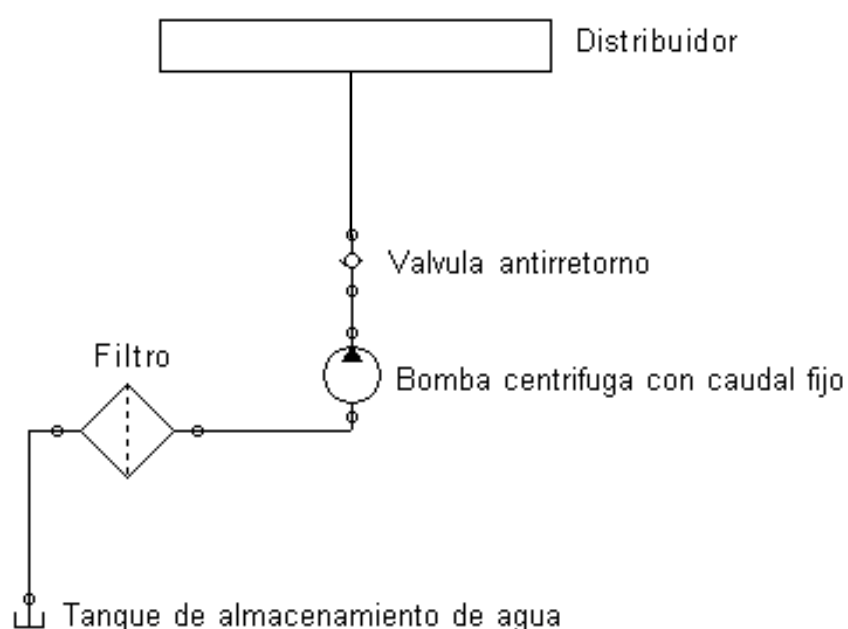 Distribuidor
Valvula antirretorno
Filtro
Bomba centrifuga con caudal fijo
Tanque de almacenamiento de agua